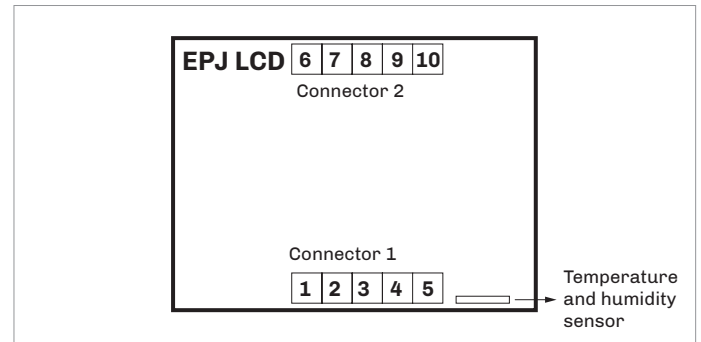 EPJ LCD 6 7 8 9 10
Connector 2
Connector 1
1 2 3 4 5
Temperature
and humidity
sensor